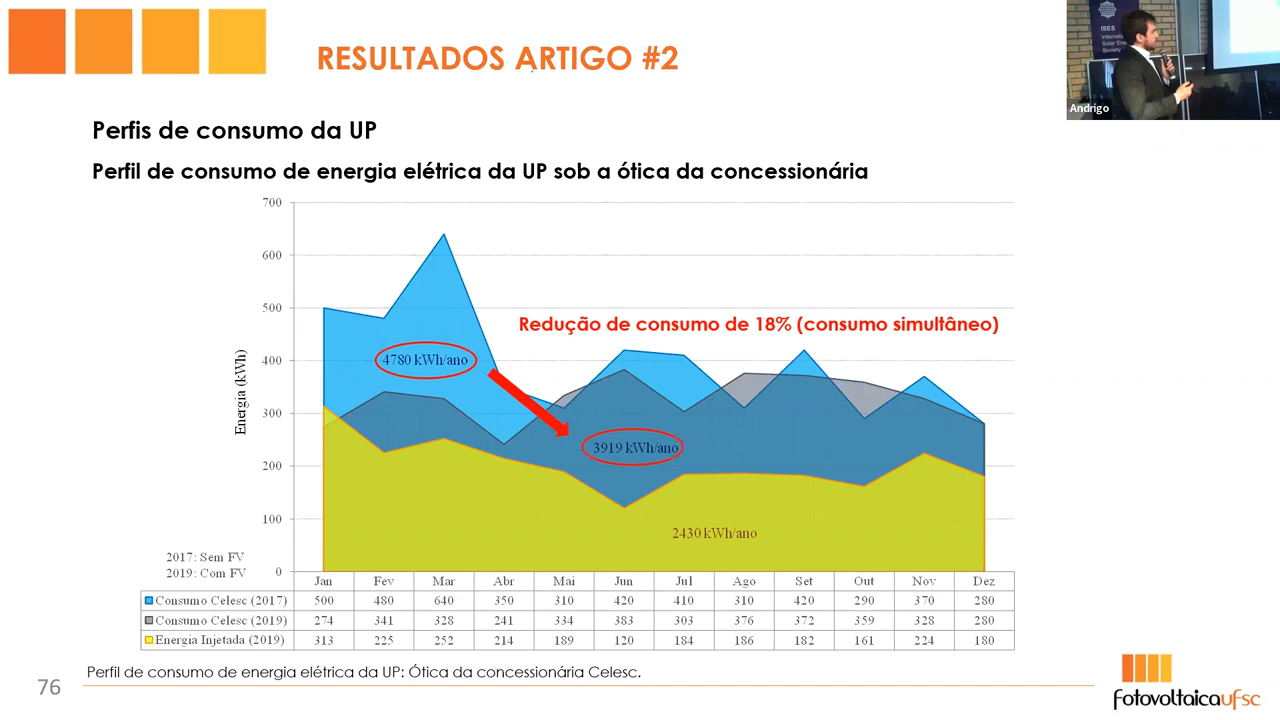 RESULTADOS ARTIGO #2
ISES
Internati
Solar Ene
Society
Andrigo
Perfis de consumo da UP
Perfil de consumo de energia elétrica da UP sob a ótica da concessionária
Energia (kWh)
700
600
500
400
300
200
100
0
Redução de consumo de 18% (consumo simultâneo)
4780 kWh/ano
3919 kWh/ano
2430 kWh/ano
2017: Sem FV
2019: Com FV
Jan Fev Mar Abr Mai Jun Jul Ago Set Out Nov Dez
Consumo Celesc (2017) 500 480 640 350 310 420 410 310 420 290 370 280
Consumo Celesc (2019) 274 341 328 241 334 383 303 376 372 359 328 280
Energia Injetada (2019) 313 225 252 214 189 120 184 186 182 161 224 180
Perfil de consumo de energia elétrica da UP: Ótica da concessionária Celesc.
76
fotovoltaicaufsc